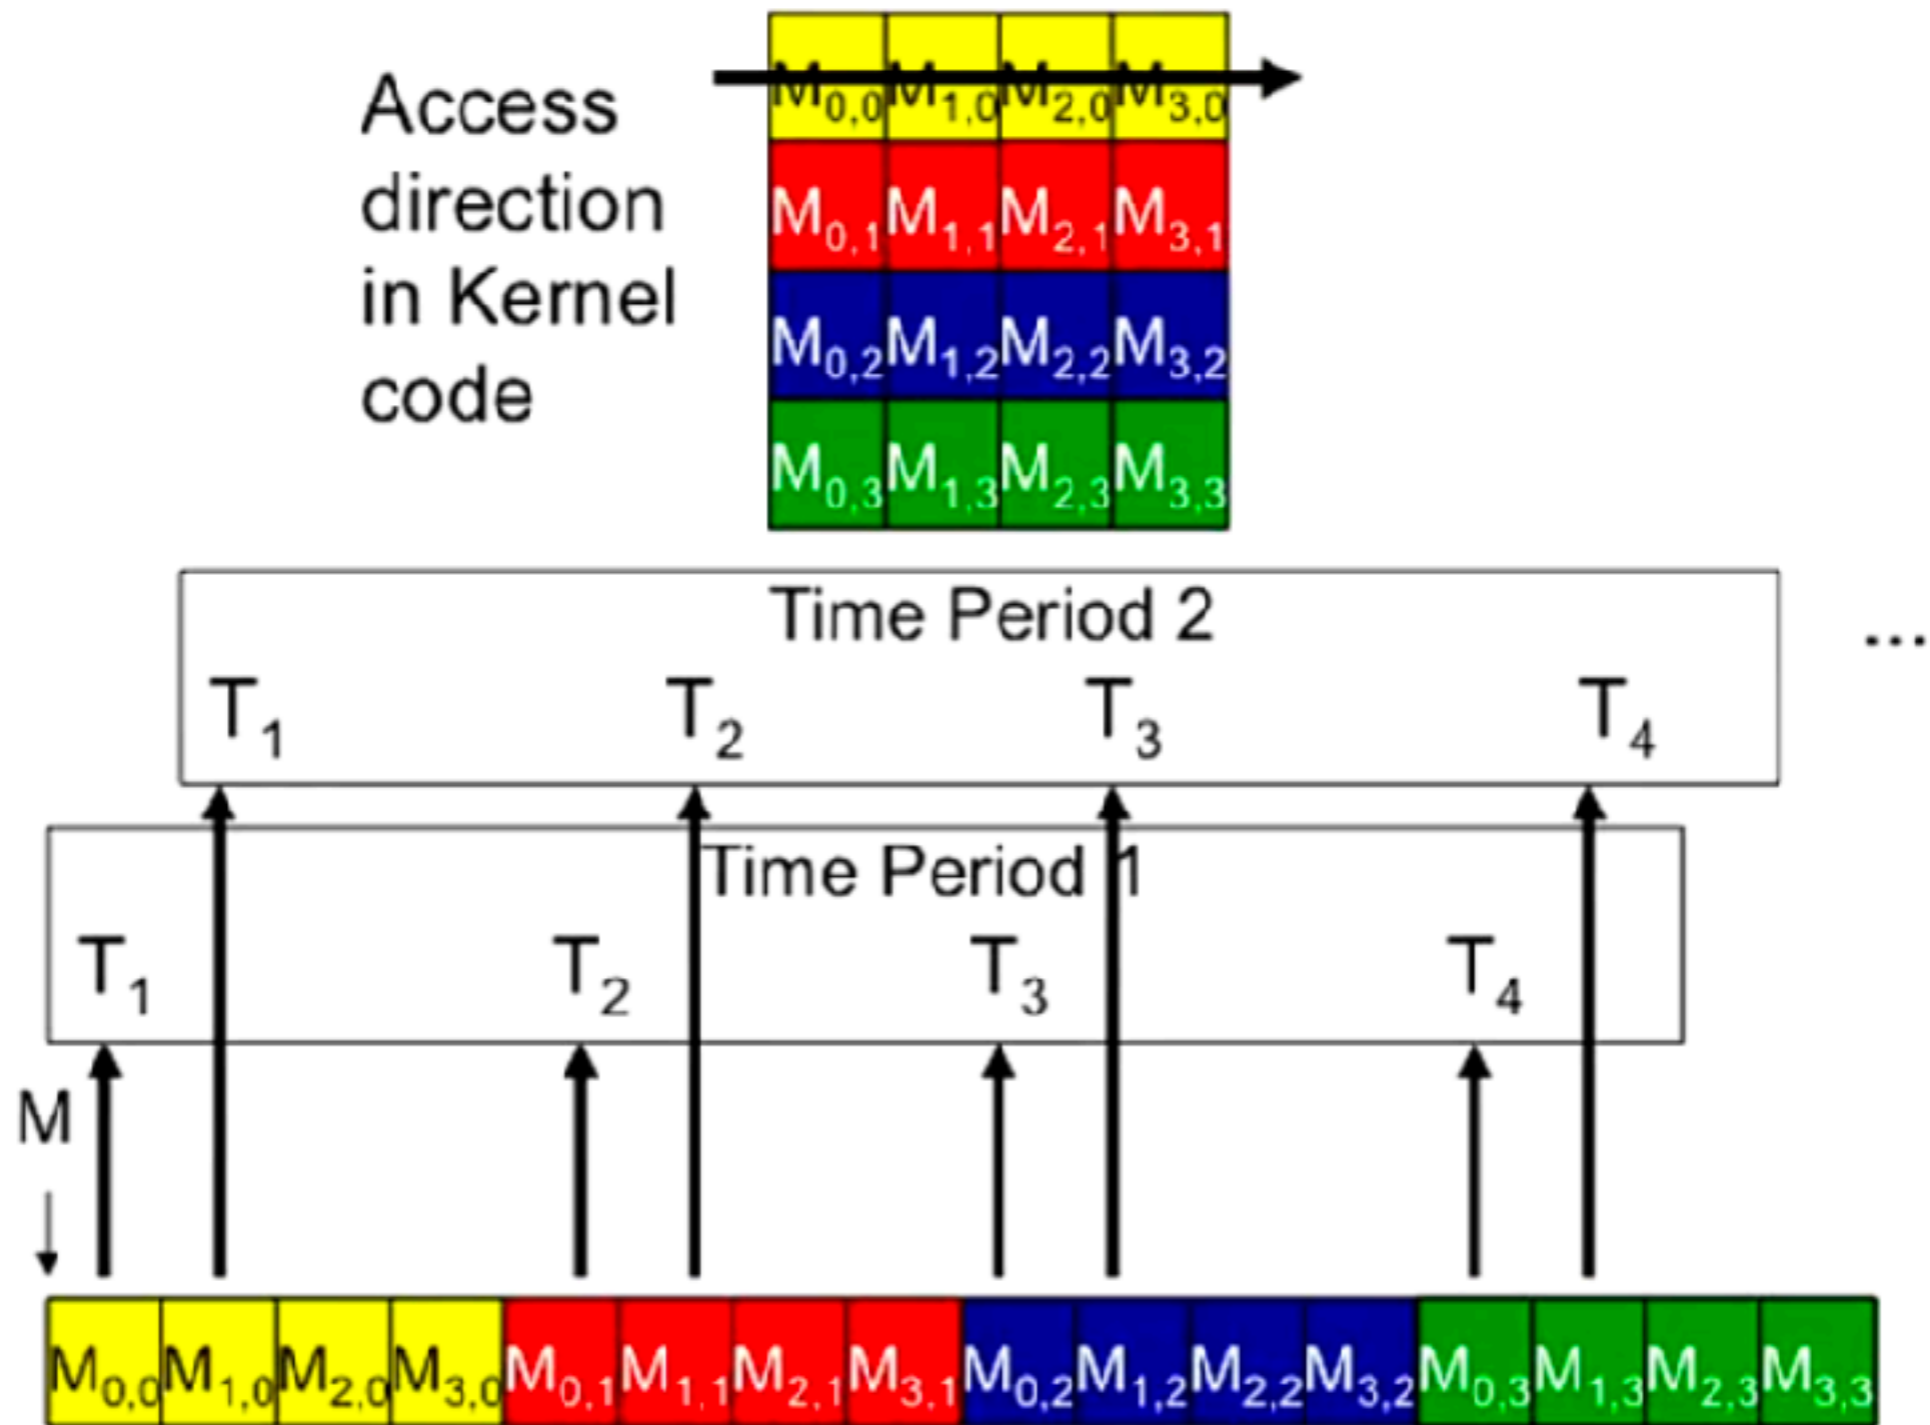 Access
direction
in Kernel
code
M0,0 M1,0 M2,0 M3,0
M0,1 M1,1 M2,1 M3,1
M0,2 M1,2 M2,2 M3,2
M0,3 M1,3 M2,3 M3,3
Time Period 2
...
T1 T2 T3 T4
Time Period 1
T1 T2 T3 T4
M
M0,0 M1,0 M2,0 M3,0 M0,1 M1,1 M2,1 M3,1 M0,2 M1,2 M2,2 M3,2 M0,3 M1,3 M2,3 M3,3